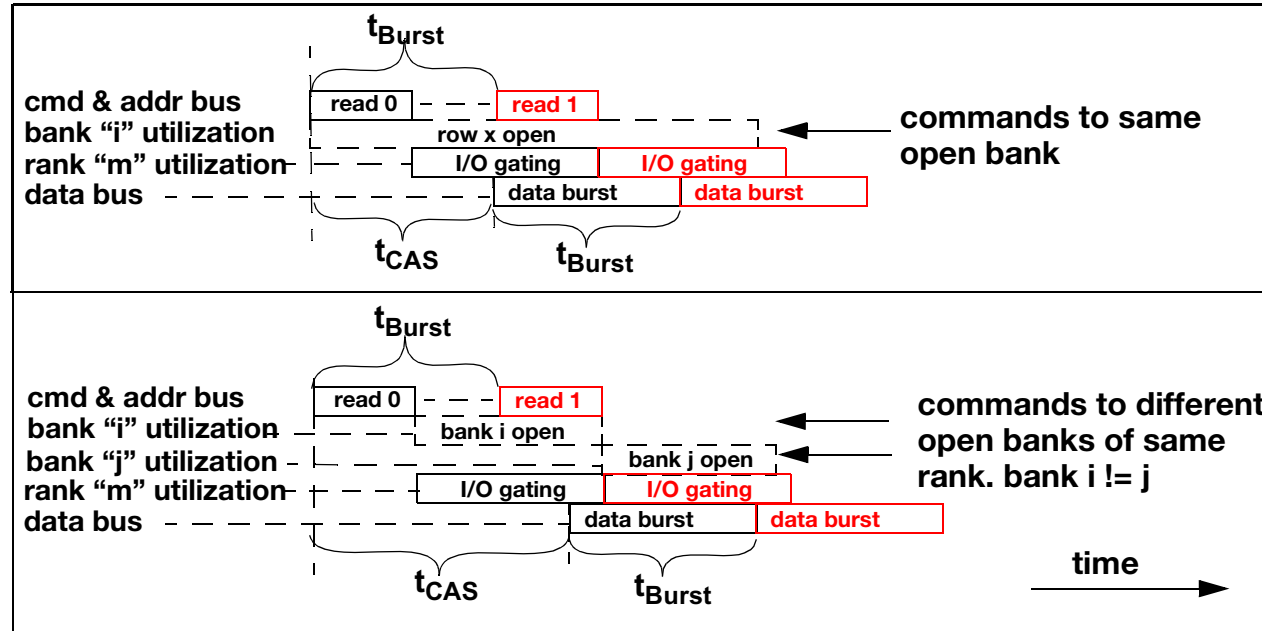 tBurst
cmd & addr bus
read 0
read 1
bank “i” utilization
row x open
rank “m” utilization
I/O gating
I/O gating
data bus
data burst
data burst
tCAS
tBurst
commands to same
open bank
tBurst
cmd & addr bus
read 0
read 1
bank “i” utilization
bank i open
bank “j” utilization
bank j open
rank “m” utilization
I/O gating
I/O gating
data bus
data burst
data burst
tCAS
tBurst
commands to different
open banks of same
rank. bank i != j
time